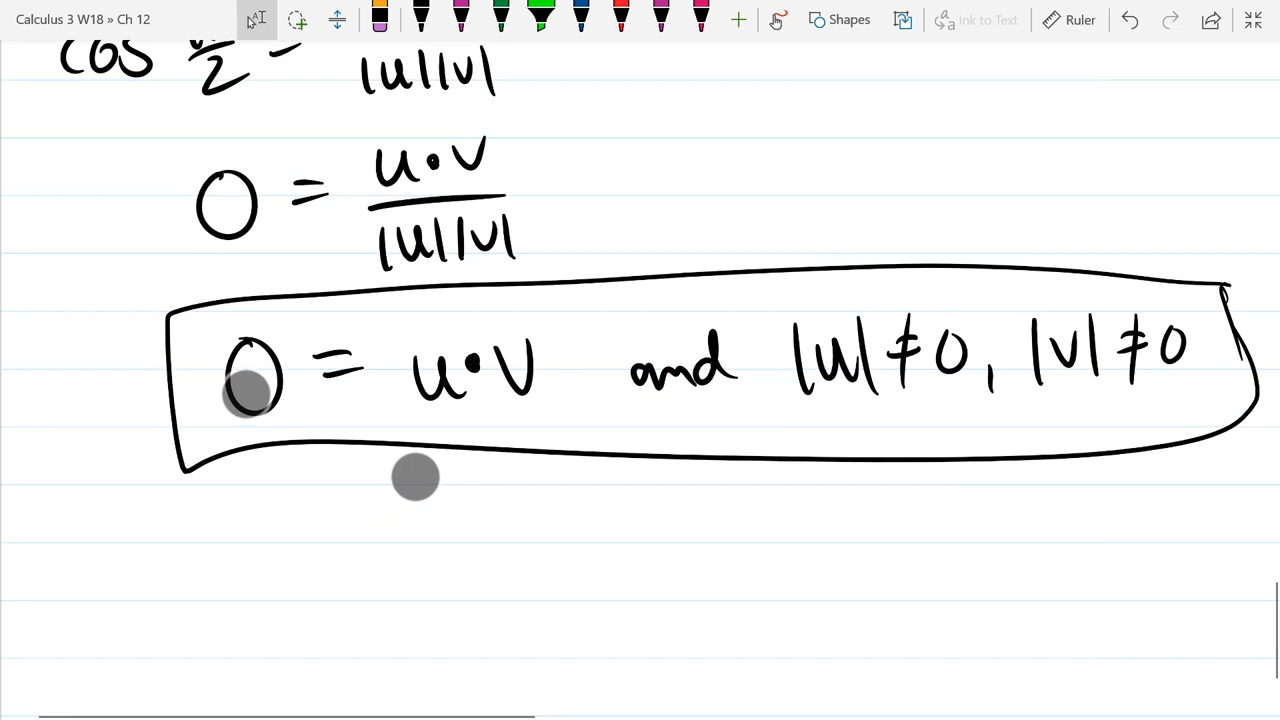 Calculus 3 W18 » Ch 12
Shapes
Ink to Text
Ruler
cos π/2 = / |u||v|
0 = u•v / |u||v|
0 = u•v and |u| ≠ 0, |v| ≠ 0